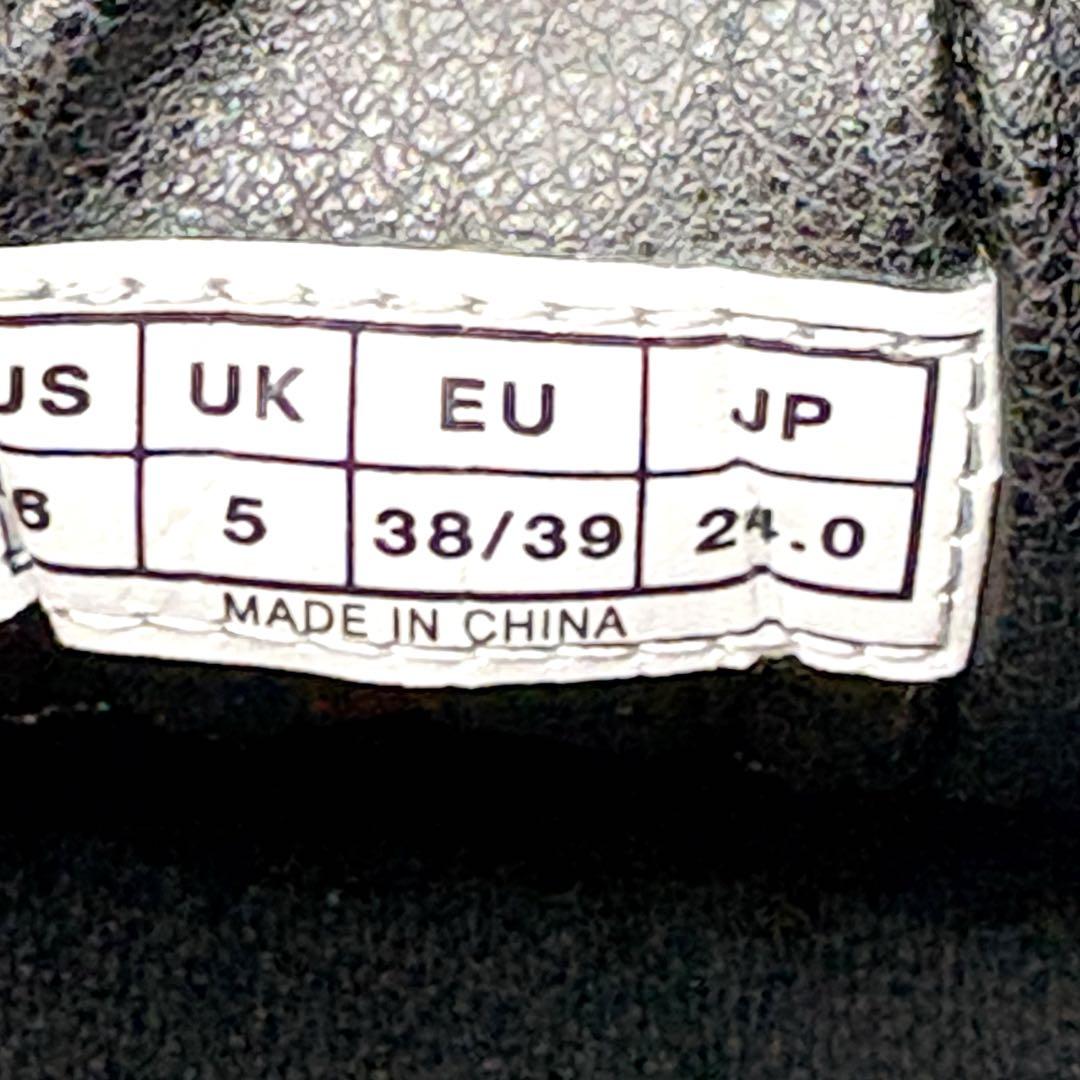 US UK EU JP
8 5 38/39 24.0
MADE IN CHINA